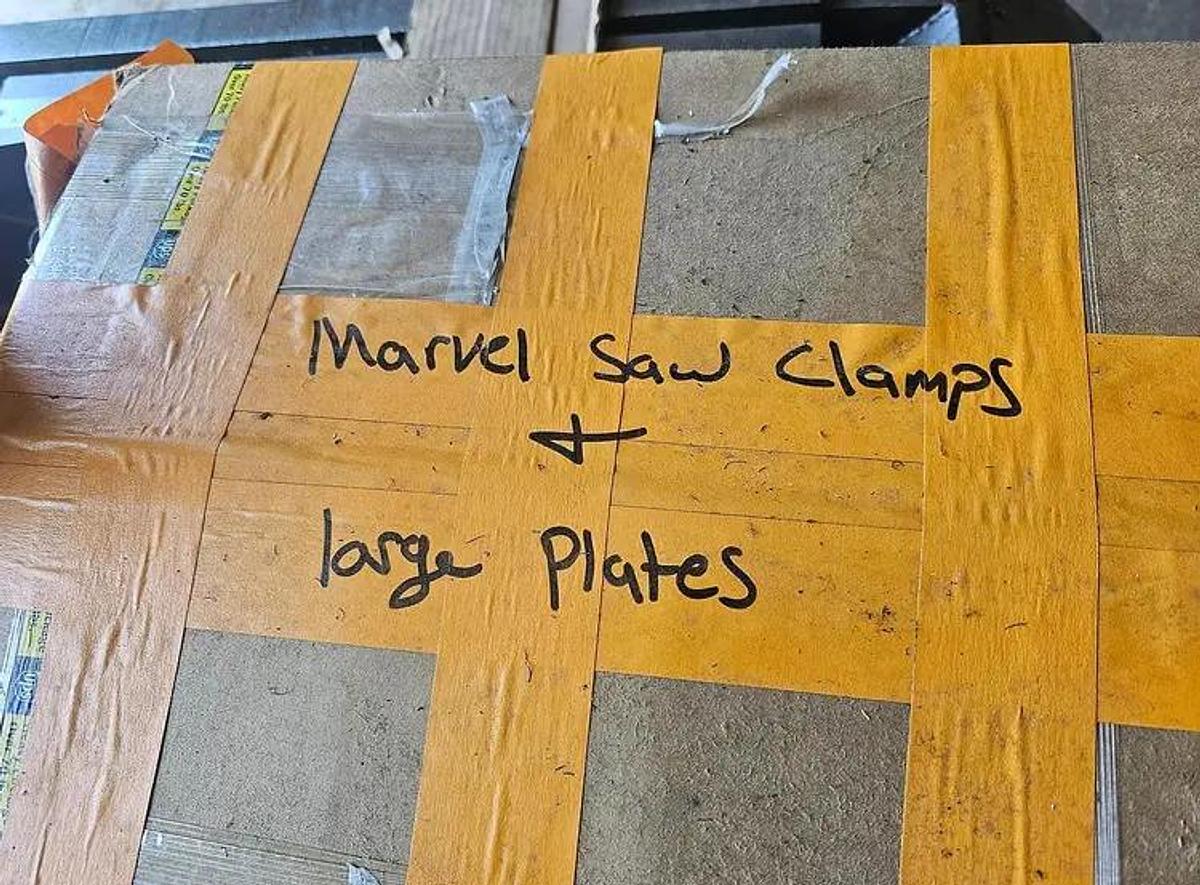 Marvel Saw Clamps
+
large Plates